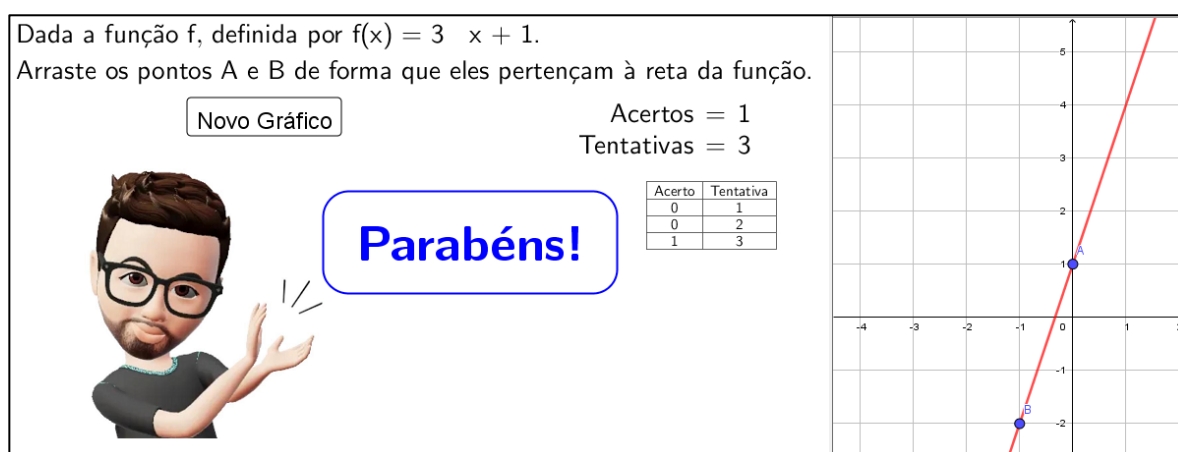 Dada a função f, definida por f(x) = 3 x + 1.
Arraste os pontos A e B de forma que eles pertençam à reta da função.
Novo Gráfico
Acertos = 1
Tentativas = 3
Parabéns!
Acerto Tentativa
0 1
0 2
1 3
5
4
3
2
A
1
-4 -3 -2 -1 0 1
-1
B
-2